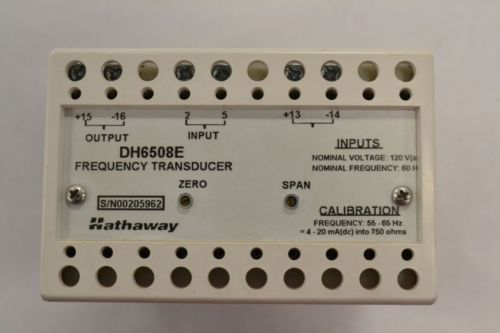 +15 -16 2 5 +13 -14
OUTPUT INPUT
DH6508E
FREQUENCY TRANSDUCER
INPUTS
NOMINAL VOLTAGE: 120 V(a
NOMINAL FREQUENCY: 60 H
ZERO SPAN
S/N00205962
Hathaway
CALIBRATION
FREQUENCY: 55 - 65 Hz
= 4 - 20 mA(dc) into 750 ohms